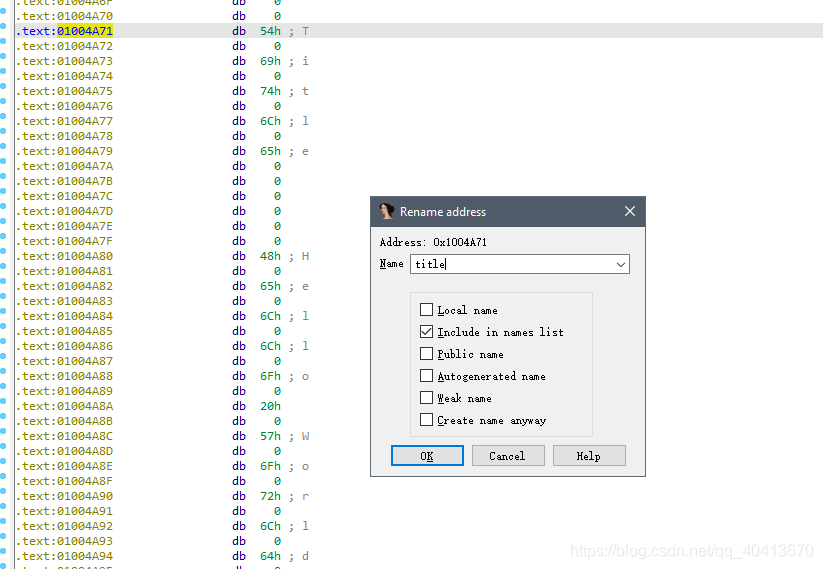 .text:01004A6F db 0
.text:01004A70 db 0
.text:01004A71 db 54h ; T
.text:01004A72 db 0
.text:01004A73 db 69h ; i
.text:01004A74 db 0
.text:01004A75 db 74h ; t
.text:01004A76 db 0
.text:01004A77 db 6Ch ; l
.text:01004A78 db 0
.text:01004A79 db 65h ; e
.text:01004A7A db 0
.text:01004A7B db 0
.text:01004A7C db 0
.text:01004A7D db 0
.text:01004A7E db 0
.text:01004A7F db 0
.text:01004A80 db 48h ; H
.text:01004A81 db 0
.text:01004A82 db 65h ; e
.text:01004A83 db 0
.text:01004A84 db 6Ch ; l
.text:01004A85 db 0
.text:01004A86 db 6Ch ; l
.text:01004A87 db 0
.text:01004A88 db 6Fh ; o
.text:01004A89 db 0
.text:01004A8A db 20h
.text:01004A8B db 0
.text:01004A8C db 57h ; W
.text:01004A8D db 0
.text:01004A8E db 6Fh ; o
.text:01004A8F db 0
.text:01004A90 db 72h ; r
.text:01004A91 db 0
.text:01004A92 db 6Ch ; l
.text:01004A93 db 0
.text:01004A94 db 64h ; d
Rename address
Address: 0x1004A71
Name title
Local name
Include in names list
Public name
Autogenerated name
Weak name
Create name anyway
OK Cancel Help
https://blog.csdn.net/qq_40413670